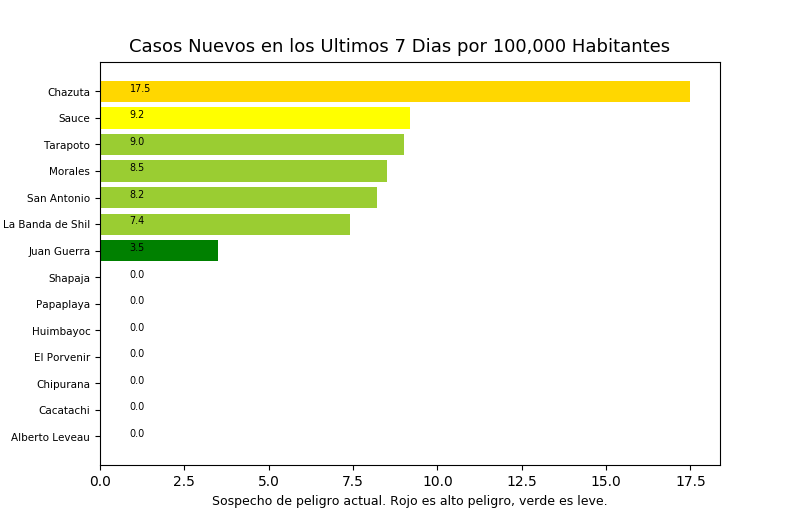 Casos Nuevos en los Ultimos 7 Dias por 100,000 Habitantes
Chazuta 17.5
Sauce 9.2
Tarapoto 9.0
Morales 8.5
San Antonio 8.2
La Banda de Shil 7.4
Juan Guerra 3.5
Shapaja 0.0
Papaplaya 0.0
Huimbayoc 0.0
El Porvenir 0.0
Chipurana 0.0
Cacatachi 0.0
Alberto Leveau 0.0
0.0 2.5 5.0 7.5 10.0 12.5 15.0 17.5
Sospecho de peligro actual. Rojo es alto peligro, verde es leve.